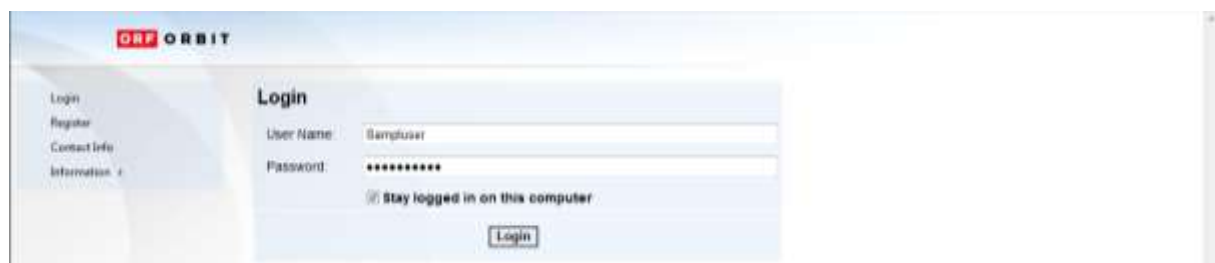 ORF ORBIT
Login
Register
Contact Info
Information
Login
User Name:
Sampluser
Password:
••••••••••
Stay logged in on this computer
Login